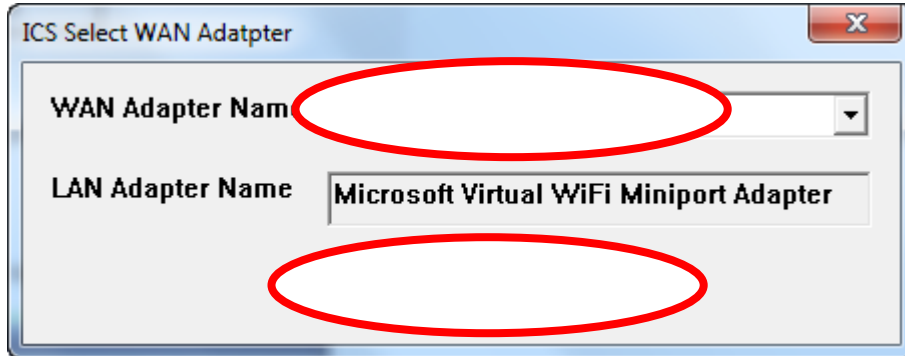 ICS Select WAN Adatpter
WAN Adapter Nam
LAN Adapter Name
Microsoft Virtual WiFi Miniport Adapter